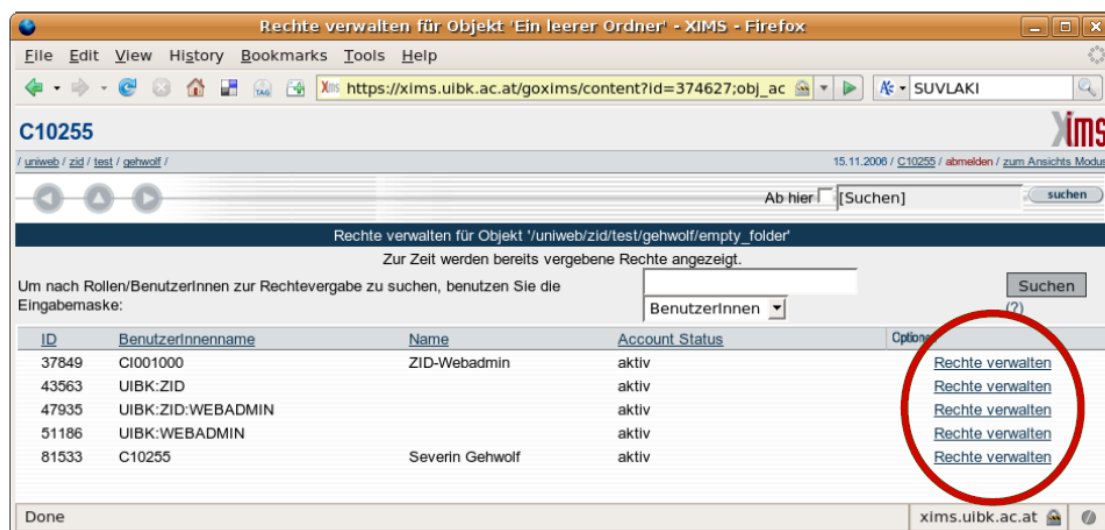 Rechte verwalten für Objekt 'Ein leerer Ordner' - XIMS - Firefox
File Edit View History Bookmarks Tools Help
TAG Xims https://xims.uibk.ac.at/goxims/content?id=374627;obj_ac SUVLAKI
C10255 Xims
/ uniweb / zid / test / gehwolf / 15.11.2006 / C10255 / abmelden / zum Ansichts Modus
Ab hier [Suchen] suchen
Rechte verwalten für Objekt '/uniweb/zid/test/gehwolf/empty_folder'
Zur Zeit werden bereits vergebene Rechte angezeigt.
Um nach Rollen/BenutzerInnen zur Rechtevergabe zu suchen, benutzen Sie die Suchen
Eingabemaske: BenutzerInnen (?)
ID BenutzerInnenname Name Account Status Optionen
37849 CI001000 ZID-Webadmin aktiv Rechte verwalten
43563 UIBK:ZID aktiv Rechte verwalten
47935 UIBK:ZID:WEBADMIN aktiv Rechte verwalten
51186 UIBK:WEBADMIN aktiv Rechte verwalten
81533 C10255 Severin Gehwolf aktiv Rechte verwalten
Done xims.uibk.ac.at